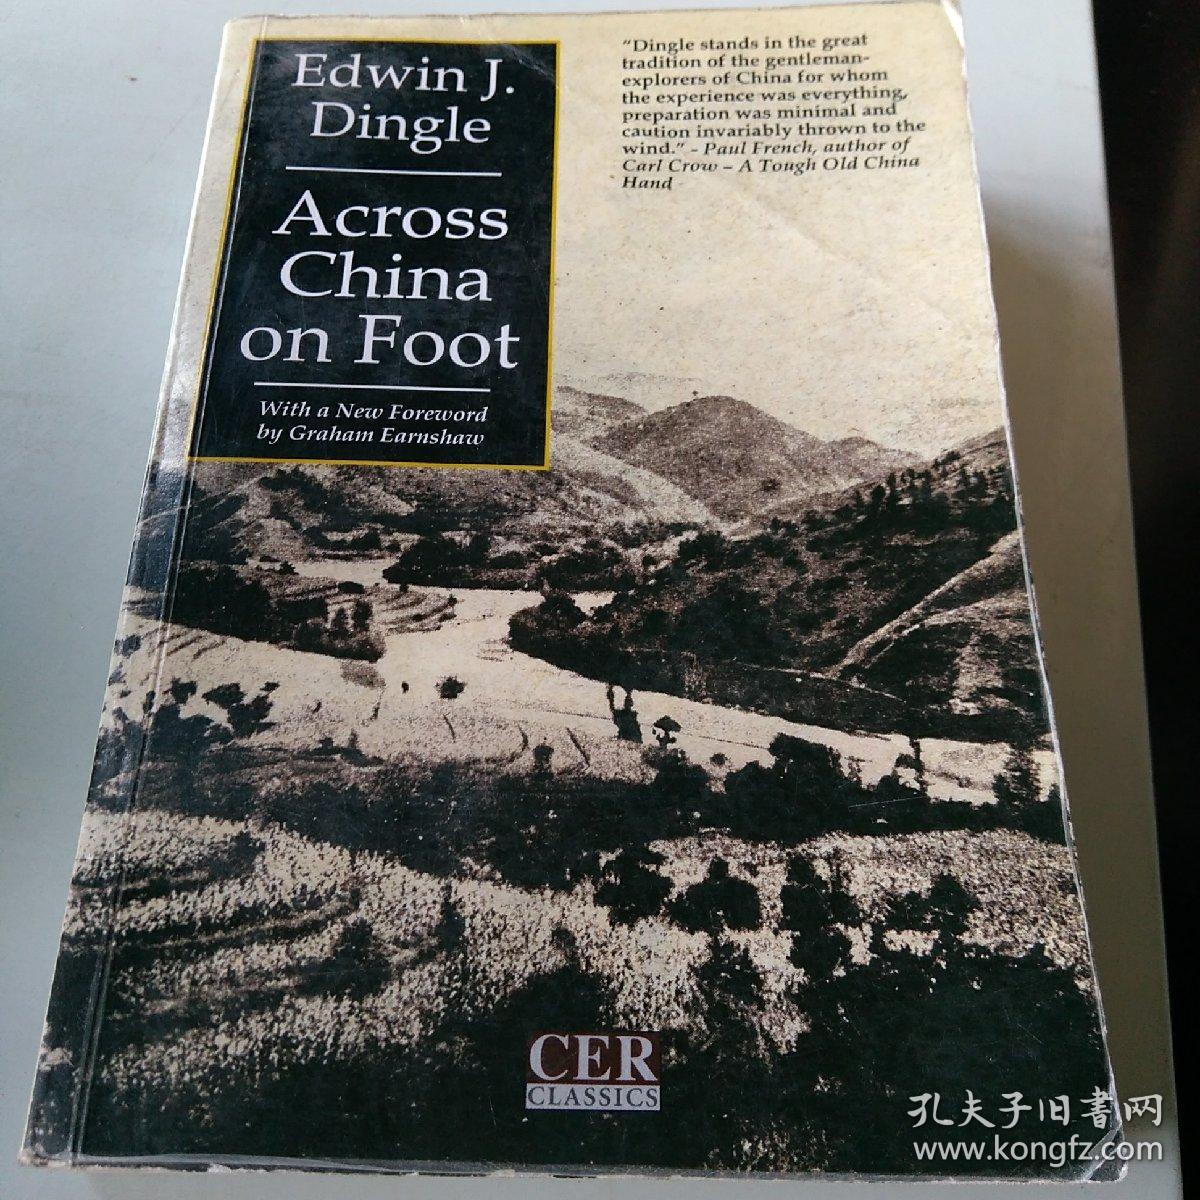 Edwin J.
Dingle
Across
China
on Foot
With a New Foreword
by Graham Earnshaw
"Dingle stands in the great
tradition of the gentleman-
explorers of China for whom
the experience was everything,
preparation was minimal and
caution invariably thrown to the
wind." - Paul French, author of
Carl Crow – A Tough Old China
Hand
CER
CLASSICS
孔夫子旧書网
www.kongfz.com